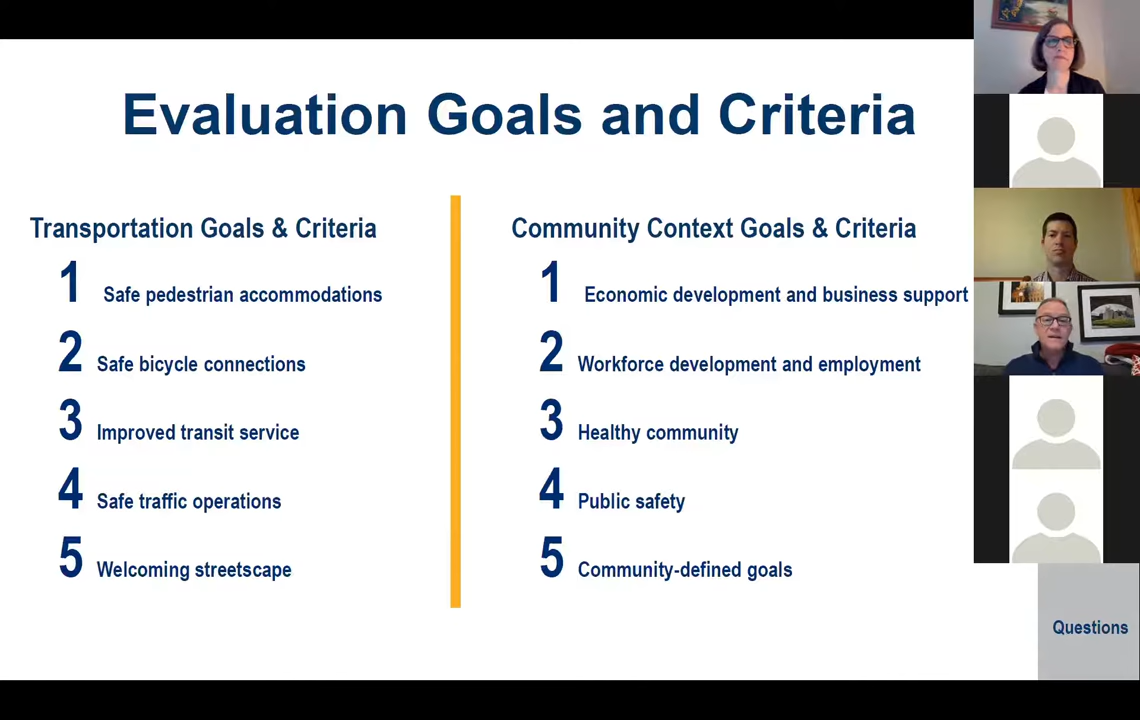 Evaluation Goals and Criteria
Transportation Goals & Criteria
1 Safe pedestrian accommodations
2 Safe bicycle connections
3 Improved transit service
4 Safe traffic operations
5 Welcoming streetscape
Community Context Goals & Criteria
1 Economic development and business support
2 Workforce development and employment
3 Healthy community
4 Public safety
5 Community-defined goals
Questions